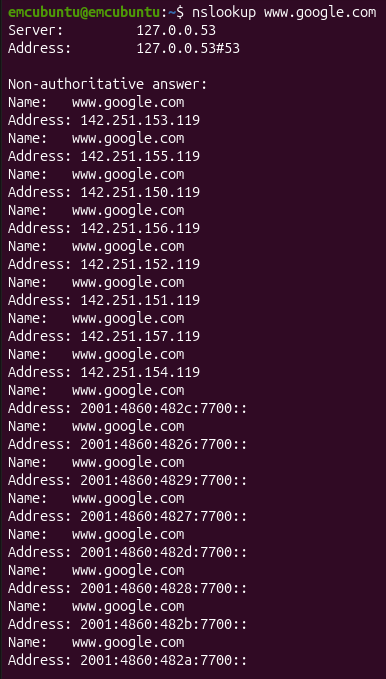 emcubuntu@emcubuntu:~$ nslookup www.google.com
Server:         127.0.0.53
Address:        127.0.0.53#53

Non-authoritative answer:
Name:   www.google.com
Address: 142.251.153.119
Name:   www.google.com
Address: 142.251.155.119
Name:   www.google.com
Address: 142.251.150.119
Name:   www.google.com
Address: 142.251.156.119
Name:   www.google.com
Address: 142.251.152.119
Name:   www.google.com
Address: 142.251.151.119
Name:   www.google.com
Address: 142.251.157.119
Name:   www.google.com
Address: 142.251.154.119
Name:   www.google.com
Address: 2001:4860:482c:7700::
Name:   www.google.com
Address: 2001:4860:4826:7700::
Name:   www.google.com
Address: 2001:4860:4829:7700::
Name:   www.google.com
Address: 2001:4860:4827:7700::
Name:   www.google.com
Address: 2001:4860:482d:7700::
Name:   www.google.com
Address: 2001:4860:4828:7700::
Name:   www.google.com
Address: 2001:4860:482b:7700::
Name:   www.google.com
Address: 2001:4860:482a:7700::